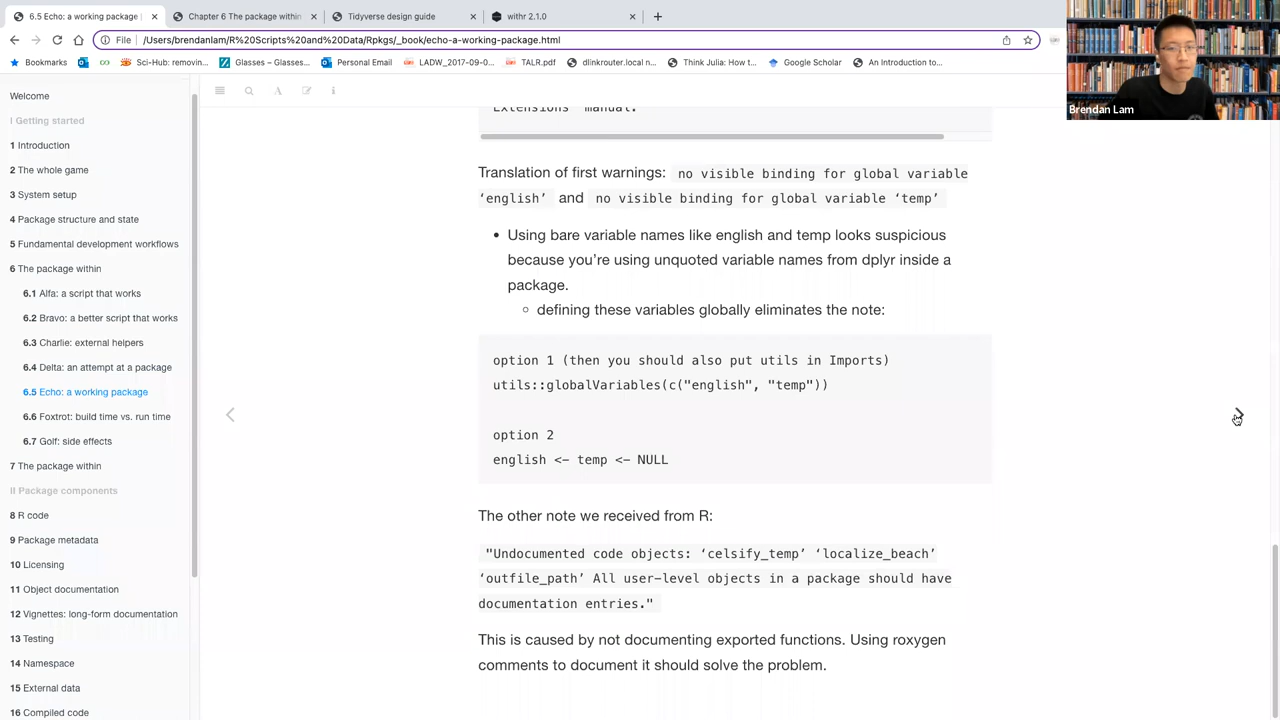 6.5 Echo: a working package |
Chapter 6 The package within
Tidyverse design guide
withr 2.1.0
File
/Users/brendanlam/R%20Scripts%20and%20Data/Rpkgs/_book/echo-a-working-package.html
Bookmarks
Sci-Hub: removin...
Glasses – Glasses...
Personal Email
LADW_2017-09-0...
TALR.pdf
dlinkrouter.local n...
Think Julia: How t...
Google Scholar
An Introduction to...
Brendan Lam
Welcome
I Getting started
1 Introduction
2 The whole game
3 System setup
4 Package structure and state
5 Fundamental development workflows
6 The package within
6.1 Alfa: a script that works
6.2 Bravo: a better script that works
6.3 Charlie: external helpers
6.4 Delta: an attempt at a package
6.5 Echo: a working package
6.6 Foxtrot: build time vs. run time
6.7 Golf: side effects
7 The package within
II Package components
8 R code
9 Package metadata
10 Licensing
11 Object documentation
12 Vignettes: long-form documentation
13 Testing
14 Namespace
15 External data
16 Compiled code
Extensions’ manual.
Translation of first warnings: no visible binding for global variable
‘english’ and no visible binding for global variable ‘temp’
• Using bare variable names like english and temp looks suspicious
because you’re using unquoted variable names from dplyr inside a
package.
◦ defining these variables globally eliminates the note:
option 1 (then you should also put utils in Imports)
utils::globalVariables(c("english", "temp"))
option 2
english <- temp <- NULL
The other note we received from R:
"Undocumented code objects: ‘celsify_temp’ ‘localize_beach’
‘outfile_path’ All user-level objects in a package should have
documentation entries."
This is caused by not documenting exported functions. Using roxygen
comments to document it should solve the problem.